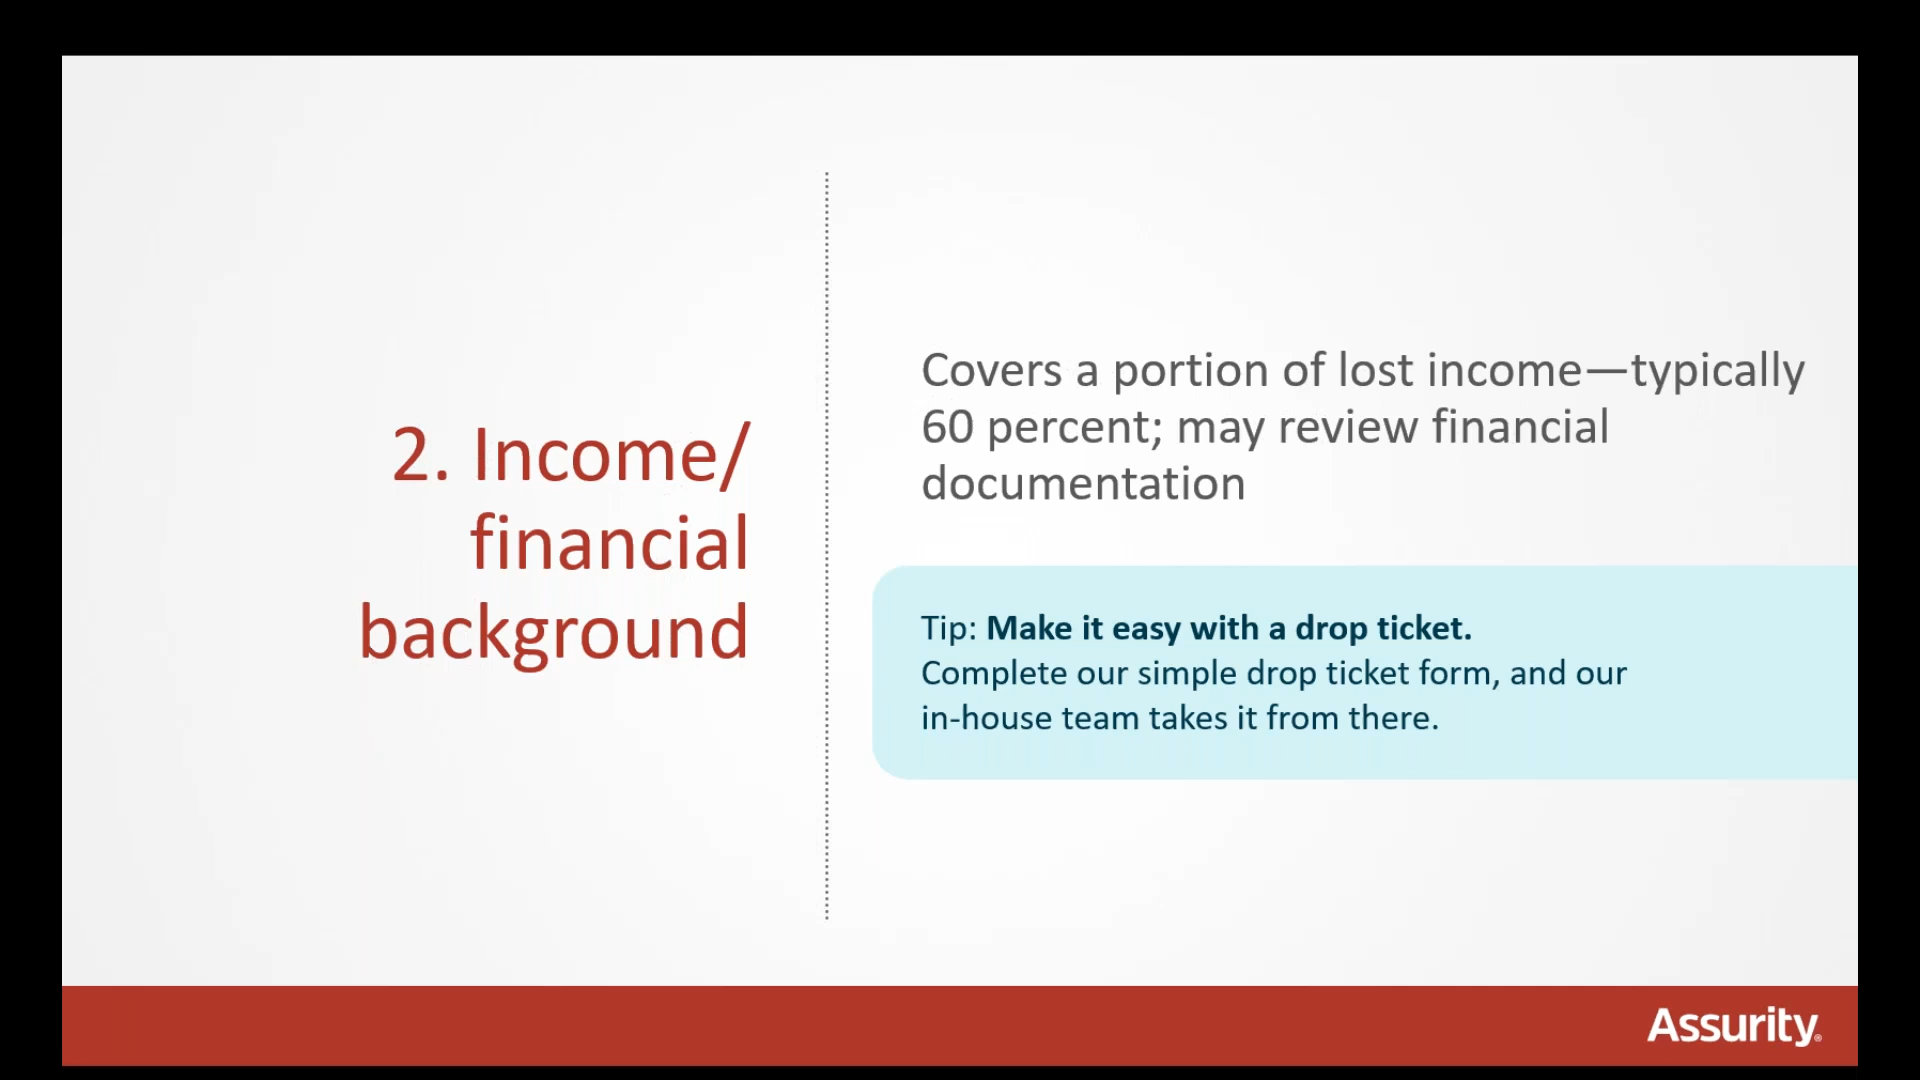 2. Income/
financial
background
Covers a portion of lost income—typically
60 percent; may review financial
documentation
Tip: Make it easy with a drop ticket.
Complete our simple drop ticket form, and our
in-house team takes it from there.
Assurity®